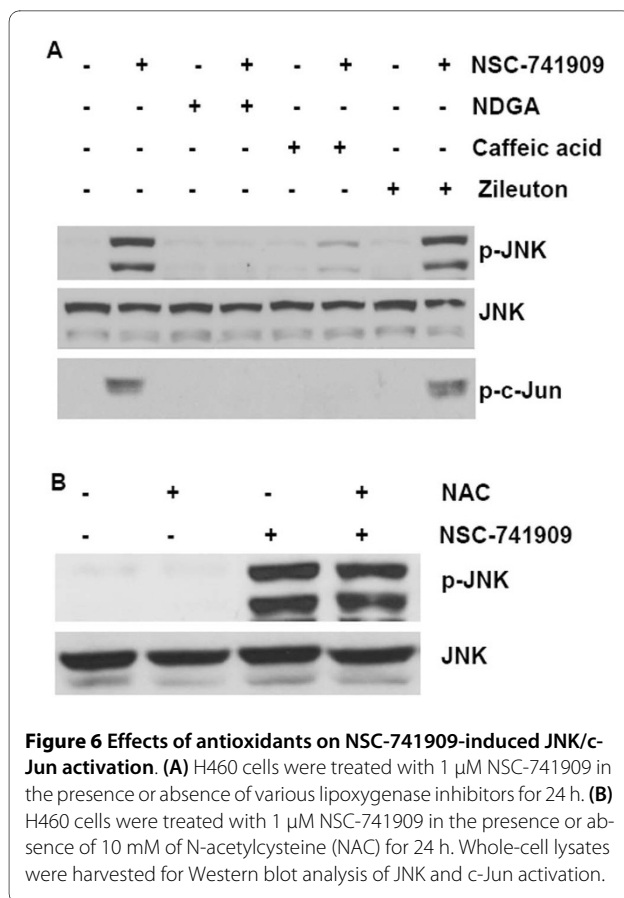 A
- + - + - + - + NSC-741909
- - + + - - - - NDGA
- - - - + + - - Caffeic acid
- - - - - - + + Zileuton
p-JNK
JNK
p-c-Jun
B
- + - + NAC
- - + + NSC-741909
p-JNK
JNK
Figure 6 Effects of antioxidants on NSC-741909-induced JNK/c-
Jun activation. (A) H460 cells were treated with 1 μM NSC-741909 in
the presence or absence of various lipoxygenase inhibitors for 24 h. (B)
H460 cells were treated with 1 μM NSC-741909 in the presence or ab-
sence of 10 mM of N-acetylcysteine (NAC) for 24 h. Whole-cell lysates
were harvested for Western blot analysis of JNK and c-Jun activation.